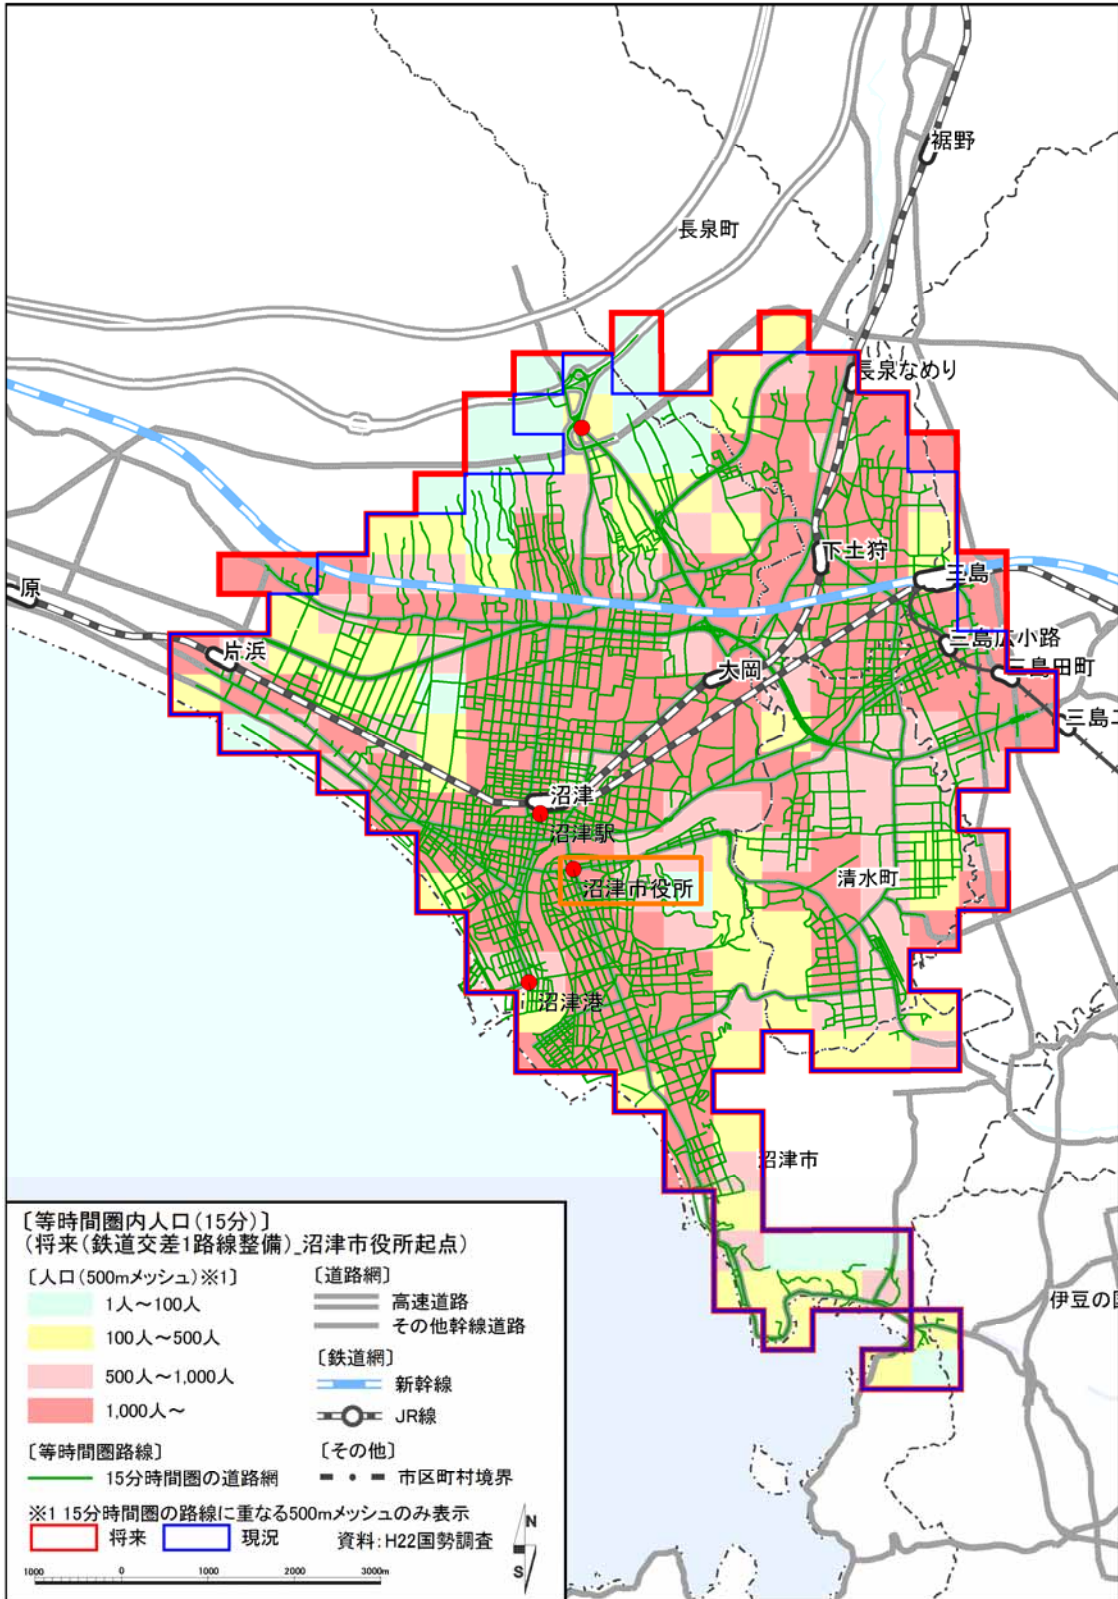 裾野
長泉町
長泉なめり
下土狩
三島
原
三島広小路
片浜
三島田町
大岡
三島二
沼津
沼津駅
清水町
沼津市役所
沼津港
沼津市
伊豆の国
〔等時間圏内人口(15分)〕
(将来(鉄道交差1路線整備)_沼津市役所起点)
〔人口(500mメッシュ)※1〕
1人～100人
100人～500人
500人～1,000人
1,000人～
〔道路網〕
高速道路
その他幹線道路
〔鉄道網〕
新幹線
JR線
〔等時間圏路線〕
15分時間圏の道路網
〔その他〕
市区町村境界
※1 15分時間圏の路線に重なる500mメッシュのみ表示
将来 現況 資料:H22国勢調査
N
S
1000 0 1000 2000 3000m